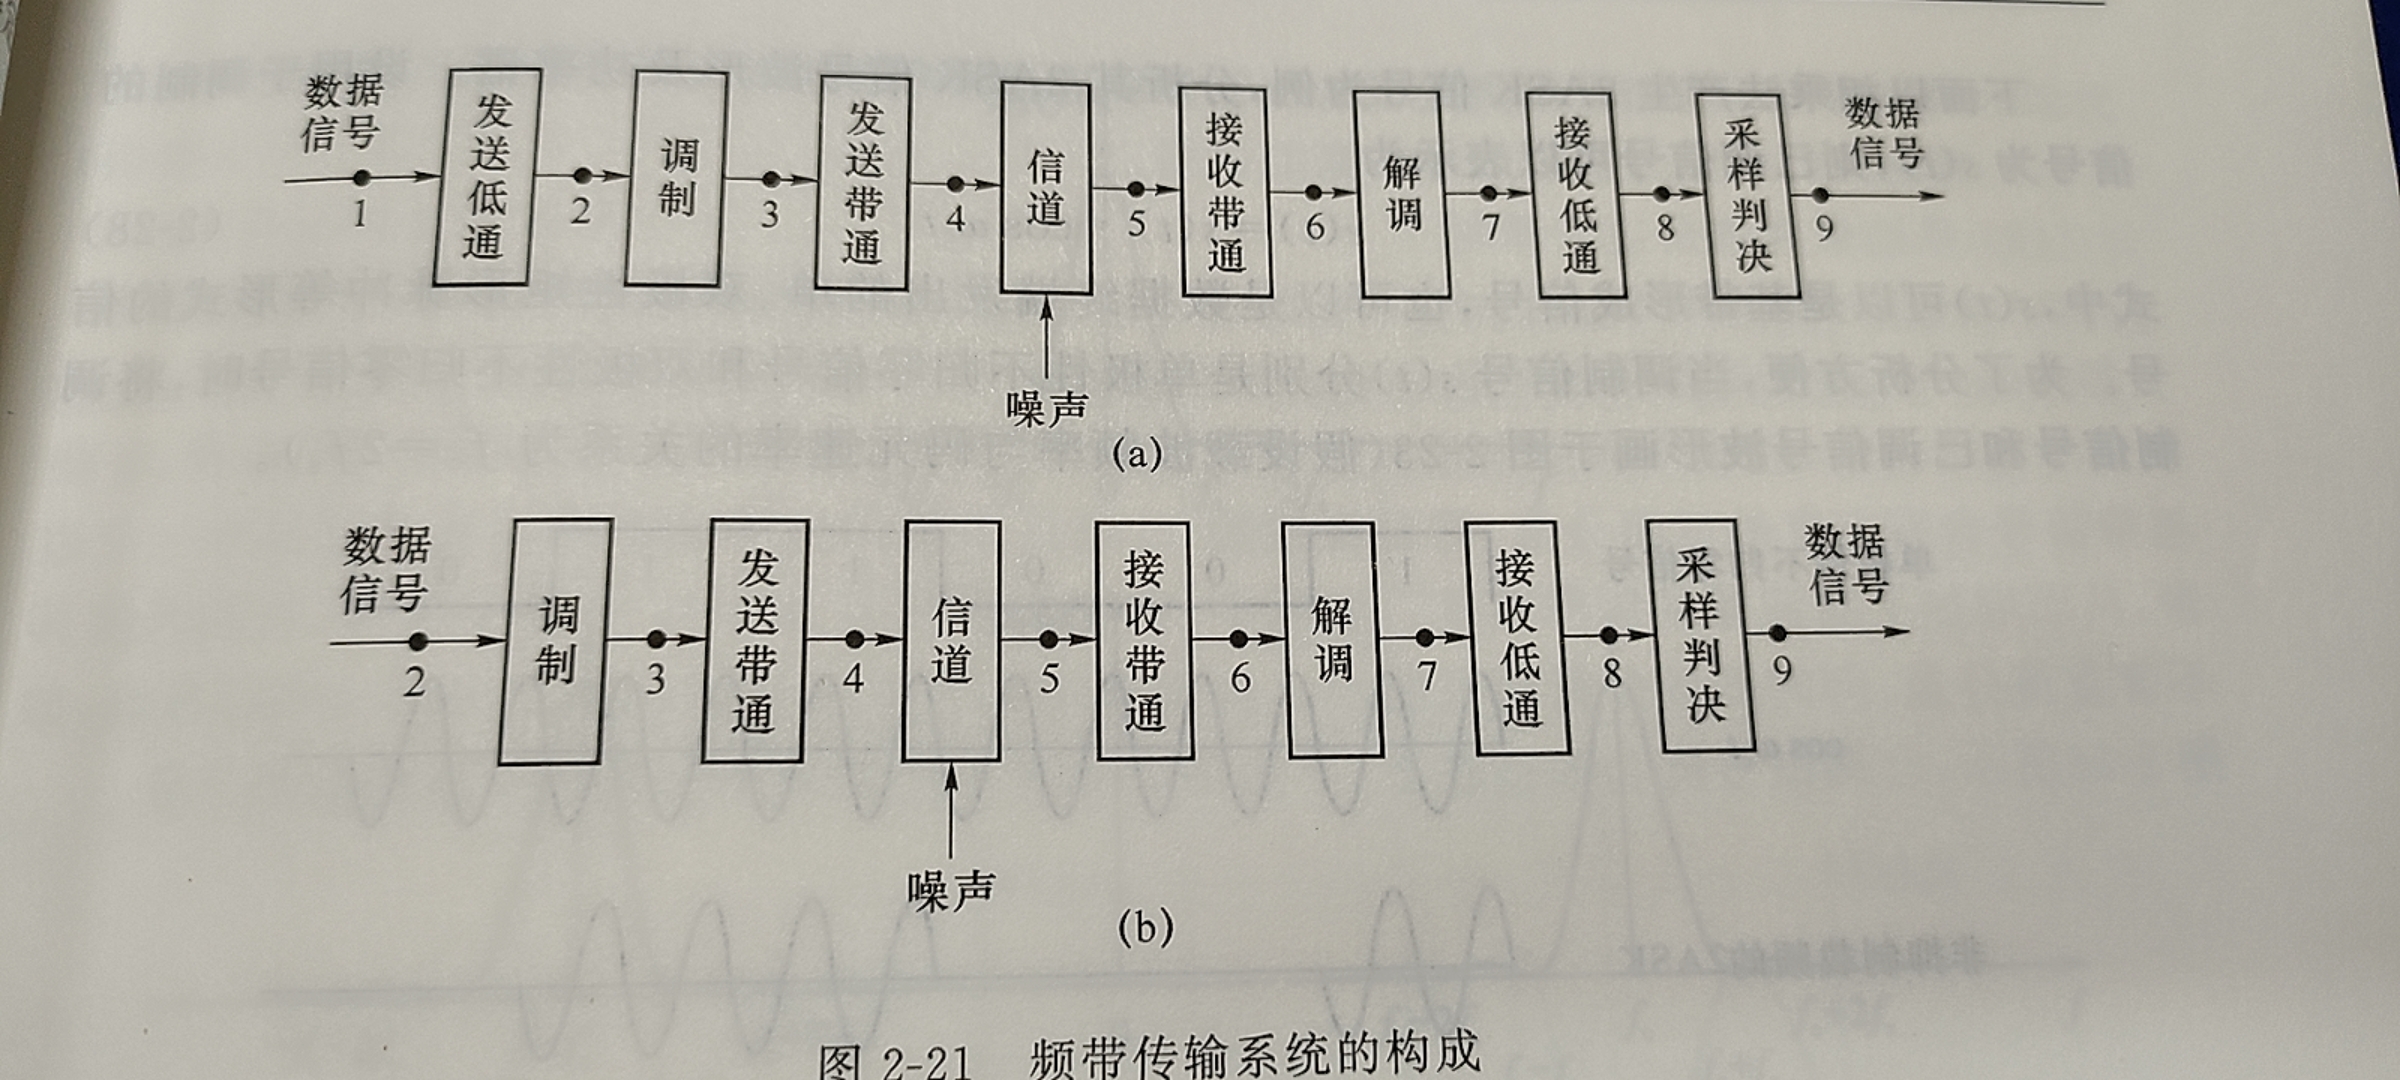 数据
信号
发送低通
调制
发送带通
信道
接收带通
解调
接收低通
采样判决
数据
信号
1
2
3
4
5
6
7
8
9
噪声
(a)
数据
信号
调制
发送带通
信道
接收带通
解调
接收低通
采样判决
数据
信号
2
3
4
5
6
7
8
9
噪声
(b)
图 2-21 频带传输系统的构成